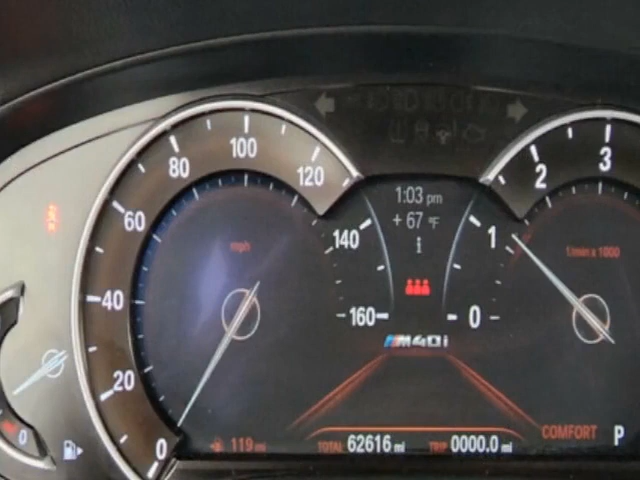 1:03 pm
+ 67 °F
i
120
100
80
60
40
20
0
140
160
mph
3
2
1
0
1/min x 1000
M40i
COMFORT P
119 mi TOTAL 62616 mi TRIP 0000.0 mi
0